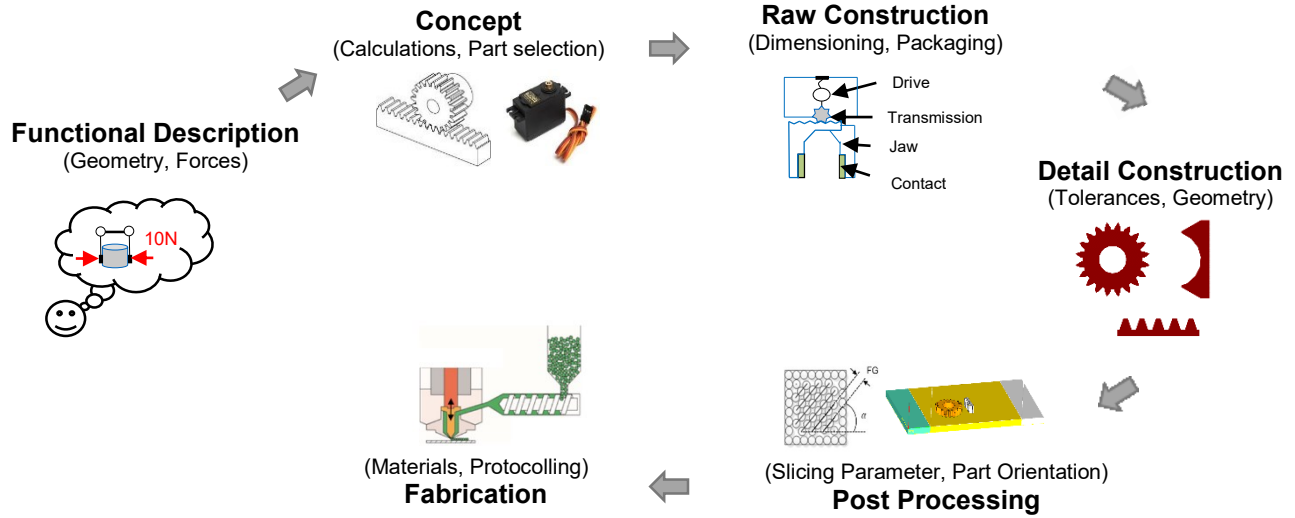 Concept
(Calculations, Part selection)
Raw Construction
(Dimensioning, Packaging)
Drive
Transmission
Jaw
Contact
Functional Description
(Geometry, Forces)
10N
Detail Construction
(Tolerances, Geometry)
FG
α
(Slicing Parameter, Part Orientation)
Post Processing
(Materials, Protocolling)
Fabrication